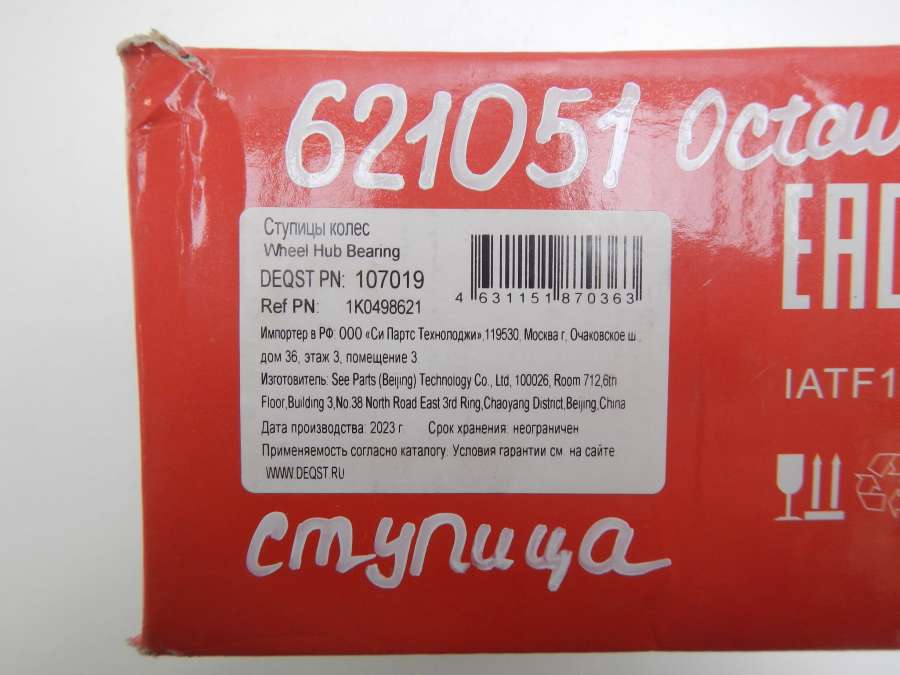 621051 Octav
EAC
Ступицы колес
Wheel Hub Bearing
DEQST PN: 107019
Ref PN: 1K0498621
4 631151 870363
Импортер в РФ: ООО «Си Партс Технолоджи»,119530, Москва г, Очаковское ш.,
дом 36, этаж 3, помещение 3
Изготовитель: See Parts (Beijing) Technology Co., Ltd, 100026, Room 712,6th
Floor,Building 3,No.38 North Road East 3rd Ring,Chaoyang District,Beijing,China
Дата производства: 2023 г. Срок хранения: неограничен
Применяемость согласно каталогу. Условия гарантии см. на сайте
WWW.DEQST.RU
IATF1
ступица